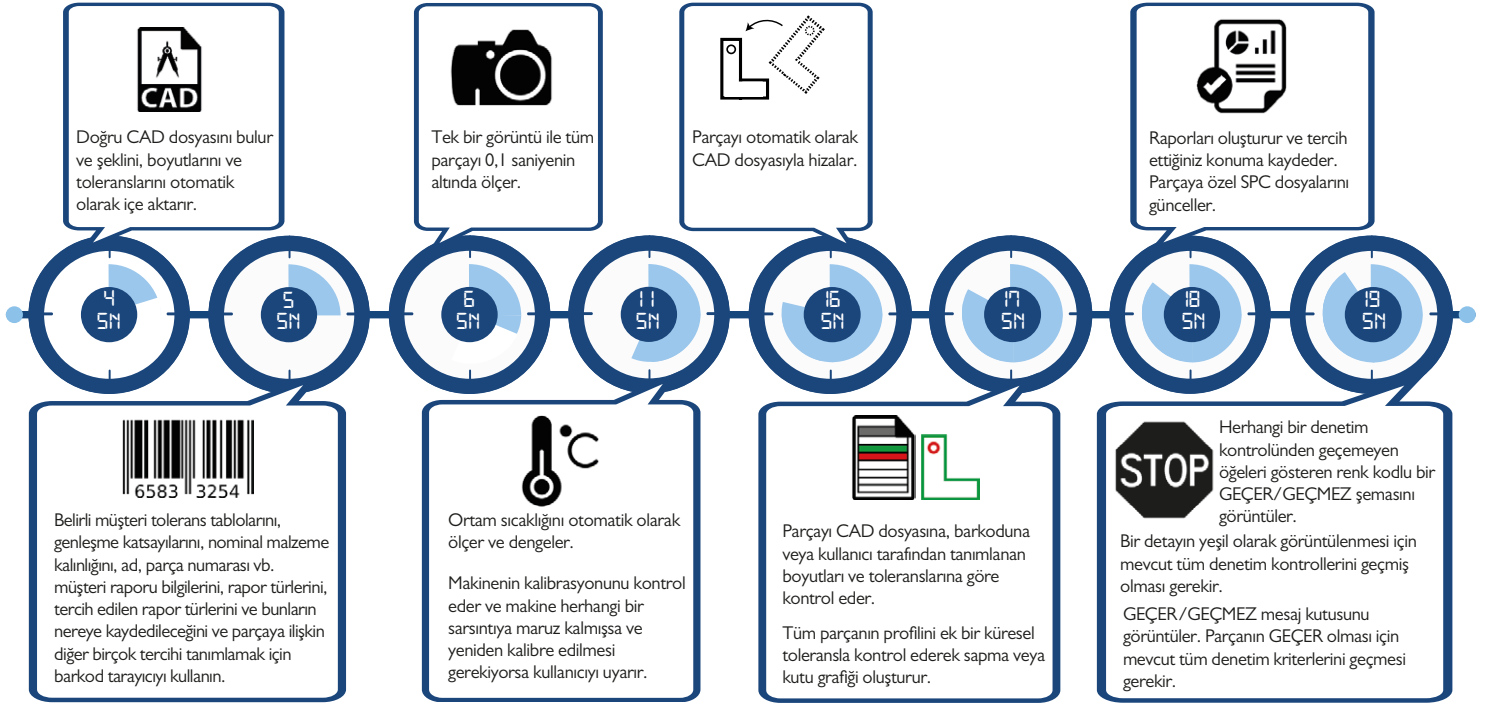 CAD
Doğru CAD dosyasını bulur
ve şeklini, boyutlarını ve
toleranslarını otomatik
olarak içe aktarır.
4
SN
5
SN
6583 3254
Belirli müşteri tolerans tablolarını,
genleşme katsayılarını, nominal malzeme
kalınlığını, ad, parça numarası vb.
müşteri raporu bilgilerini, rapor türlerini,
tercih edilen rapor türlerini ve bunların
nereye kaydedileceğini ve parçaya ilişkin
diğer birçok tercihi tanımlamak için
barkod tarayıcıyı kullanın.
Tek bir görüntü ile tüm
parçayı 0,1 saniyenin
altında ölçer.
6
SN
11
SN
°C
Ortam sıcaklığını otomatik olarak
ölçer ve dengeler.
Makinenin kalibrasyonunu kontrol
eder ve makine herhangi bir
sarsıntıya maruz kalmışsa ve
yeniden kalibre edilmesi
gerekiyorsa kullanıcıyı uyarır.
Parçayı otomatik olarak
CAD dosyasıyla hizalar.
16
SN
17
SN
Parçayı CAD dosyasına, barkoduna
veya kullanıcı tarafından tanımlanan
boyutları ve toleranslarına göre
kontrol eder.
Tüm parçanın profilini ek bir küresel
toleransla kontrol ederek sapma veya
kutu grafiği oluşturur.
Raporları oluşturur ve tercih
ettiğiniz konuma kaydeder.
Parçaya özel SPC dosyalarını
günceller.
18
SN
19
SN
STOP
Herhangi bir denetim
kontrolünden geçemeyen
öğeleri gösteren renk kodlu bir
GEÇER/GEÇMEZ şemasını
görüntüler.
Bir detayın yeşil olarak görüntülenmesi için
mevcut tüm denetim kontrollerini geçmiş
olması gerekir.
GEÇER/GEÇMEZ mesaj kutusunu
görüntüler. Parçanın GEÇER olması için
mevcut tüm denetim kriterlerini geçmesi
gerekir.